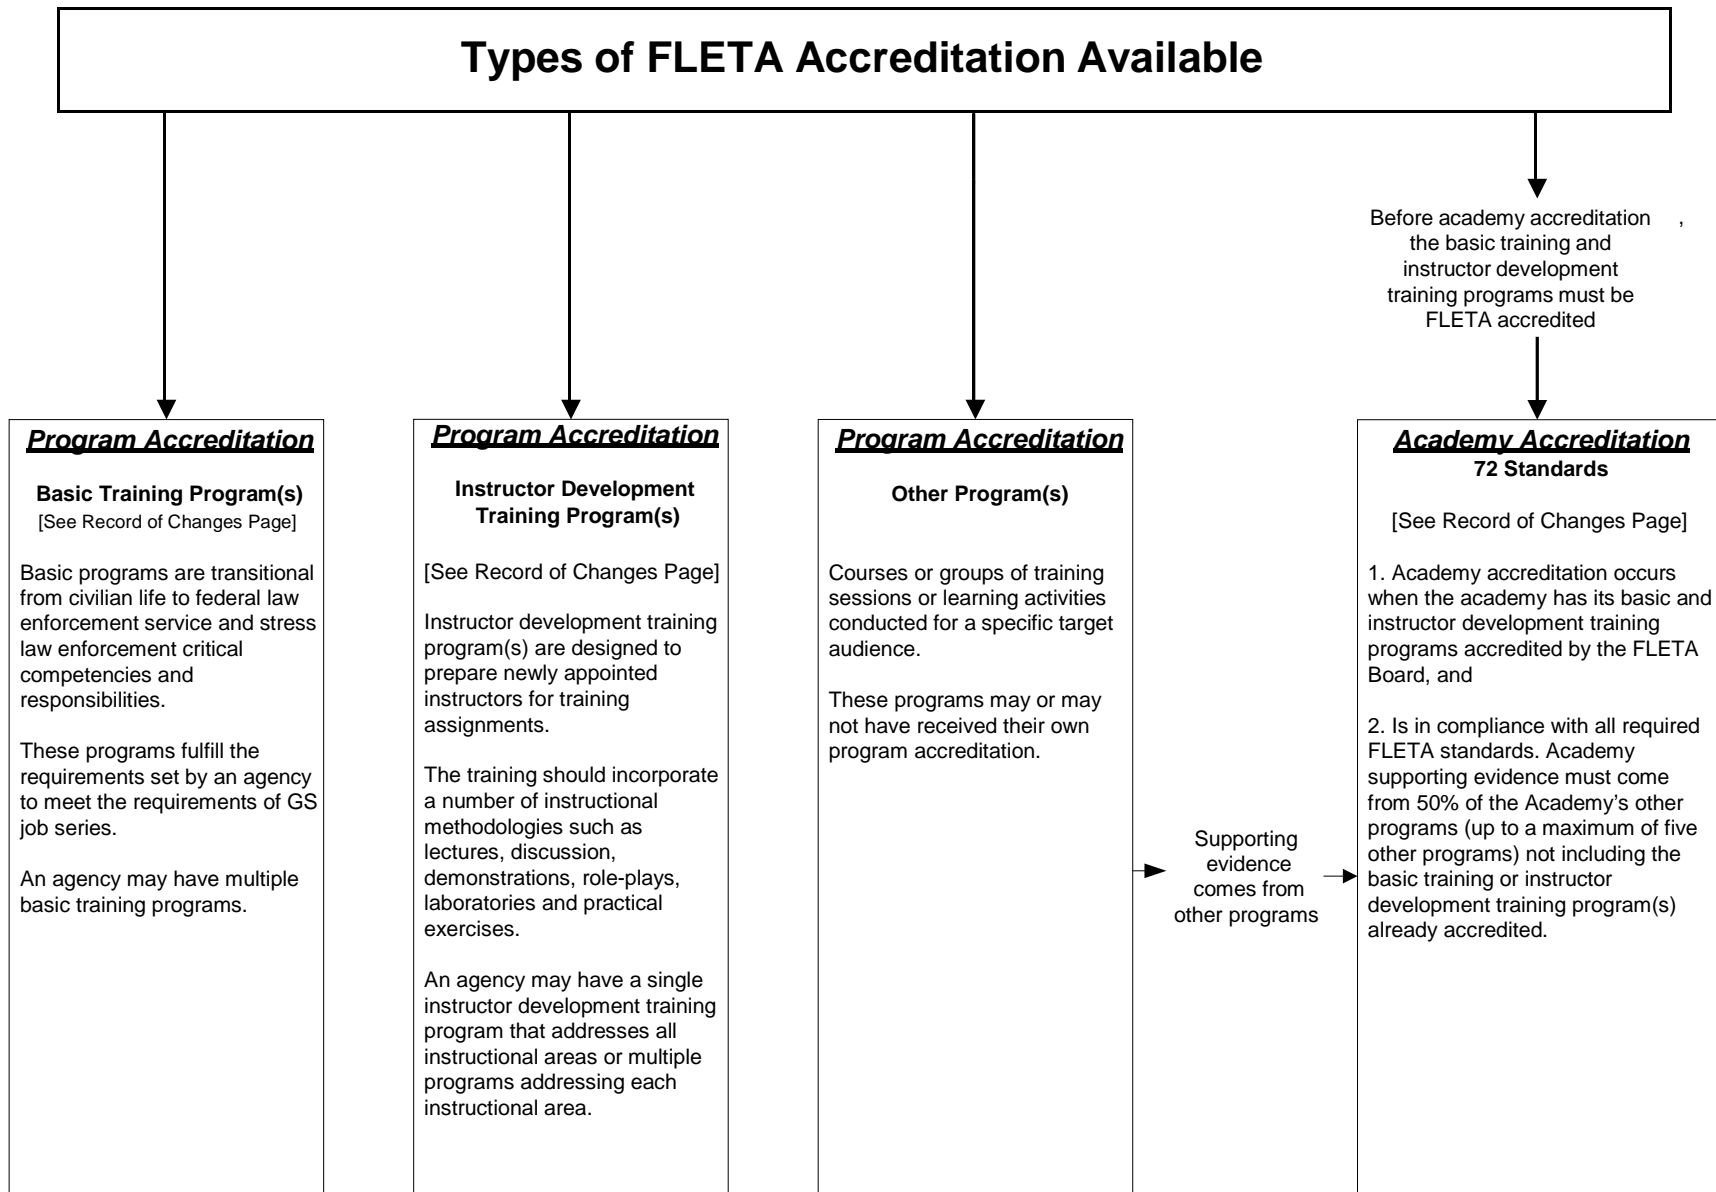 Types of FLETA Accreditation Available
Before academy accreditation ,
the basic training and
instructor development
training programs must be
FLETA accredited
Program Accreditation
Basic Training Program(s)
[See Record of Changes Page]
Basic programs are transitional
from civilian life to federal law
enforcement service and stress
law enforcement critical
competencies and
responsibilities.
These programs fulfill the
requirements set by an agency
to meet the requirements of GS
job series.
An agency may have multiple
basic training programs.
Program Accreditation
Instructor Development
Training Program(s)
[See Record of Changes Page]
Instructor development training
program(s) are designed to
prepare newly appointed
instructors for training
assignments.
The training should incorporate
a number of instructional
methodologies such as
lectures, discussion,
demonstrations, role-plays,
laboratories and practical
exercises.
An agency may have a single
instructor development training
program that addresses all
instructional areas or multiple
programs addressing each
instructional area.
Program Accreditation
Other Program(s)
Courses or groups of training
sessions or learning activities
conducted for a specific target
audience.
These programs may or may
not have received their own
program accreditation.
Supporting
evidence
comes from
other programs
Academy Accreditation
72 Standards
[See Record of Changes Page]
1. Academy accreditation occurs
when the academy has its basic and
instructor development training
programs accredited by the FLETA
Board, and
2. Is in compliance with all required
FLETA standards. Academy
supporting evidence must come
from 50% of the Academy’s other
programs (up to a maximum of five
other programs) not including the
basic training or instructor
development training program(s)
already accredited.